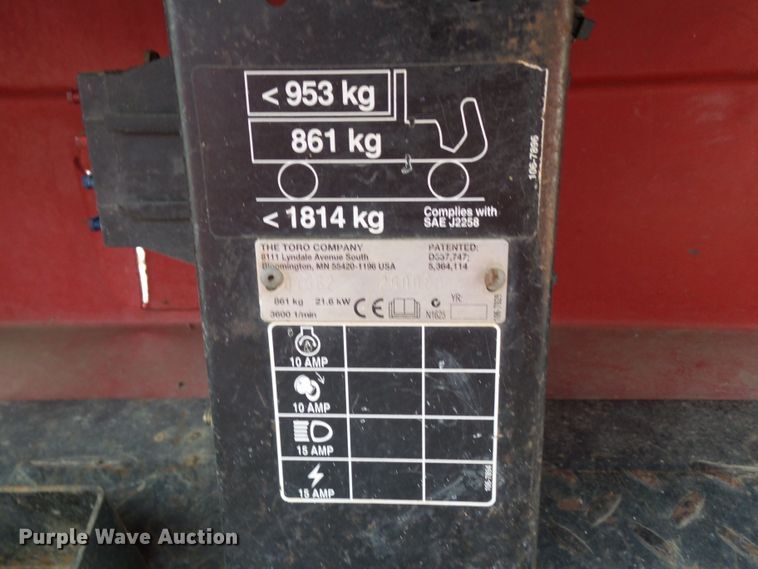 < 953 kg
861 kg
< 1814 kg
Complies with
SAE J2258
106-7896
THE TORO COMPANY
8111 Lyndale Avenue South
Bloomington, MN 55420-1196 USA
PATENTED:
D357,747;
5,364,114
861 kg 21.6 kW
3600 1/min
CE
N1625
YR:
10 AMP
10 AMP
15 AMP
15 AMP
Purple Wave Auction